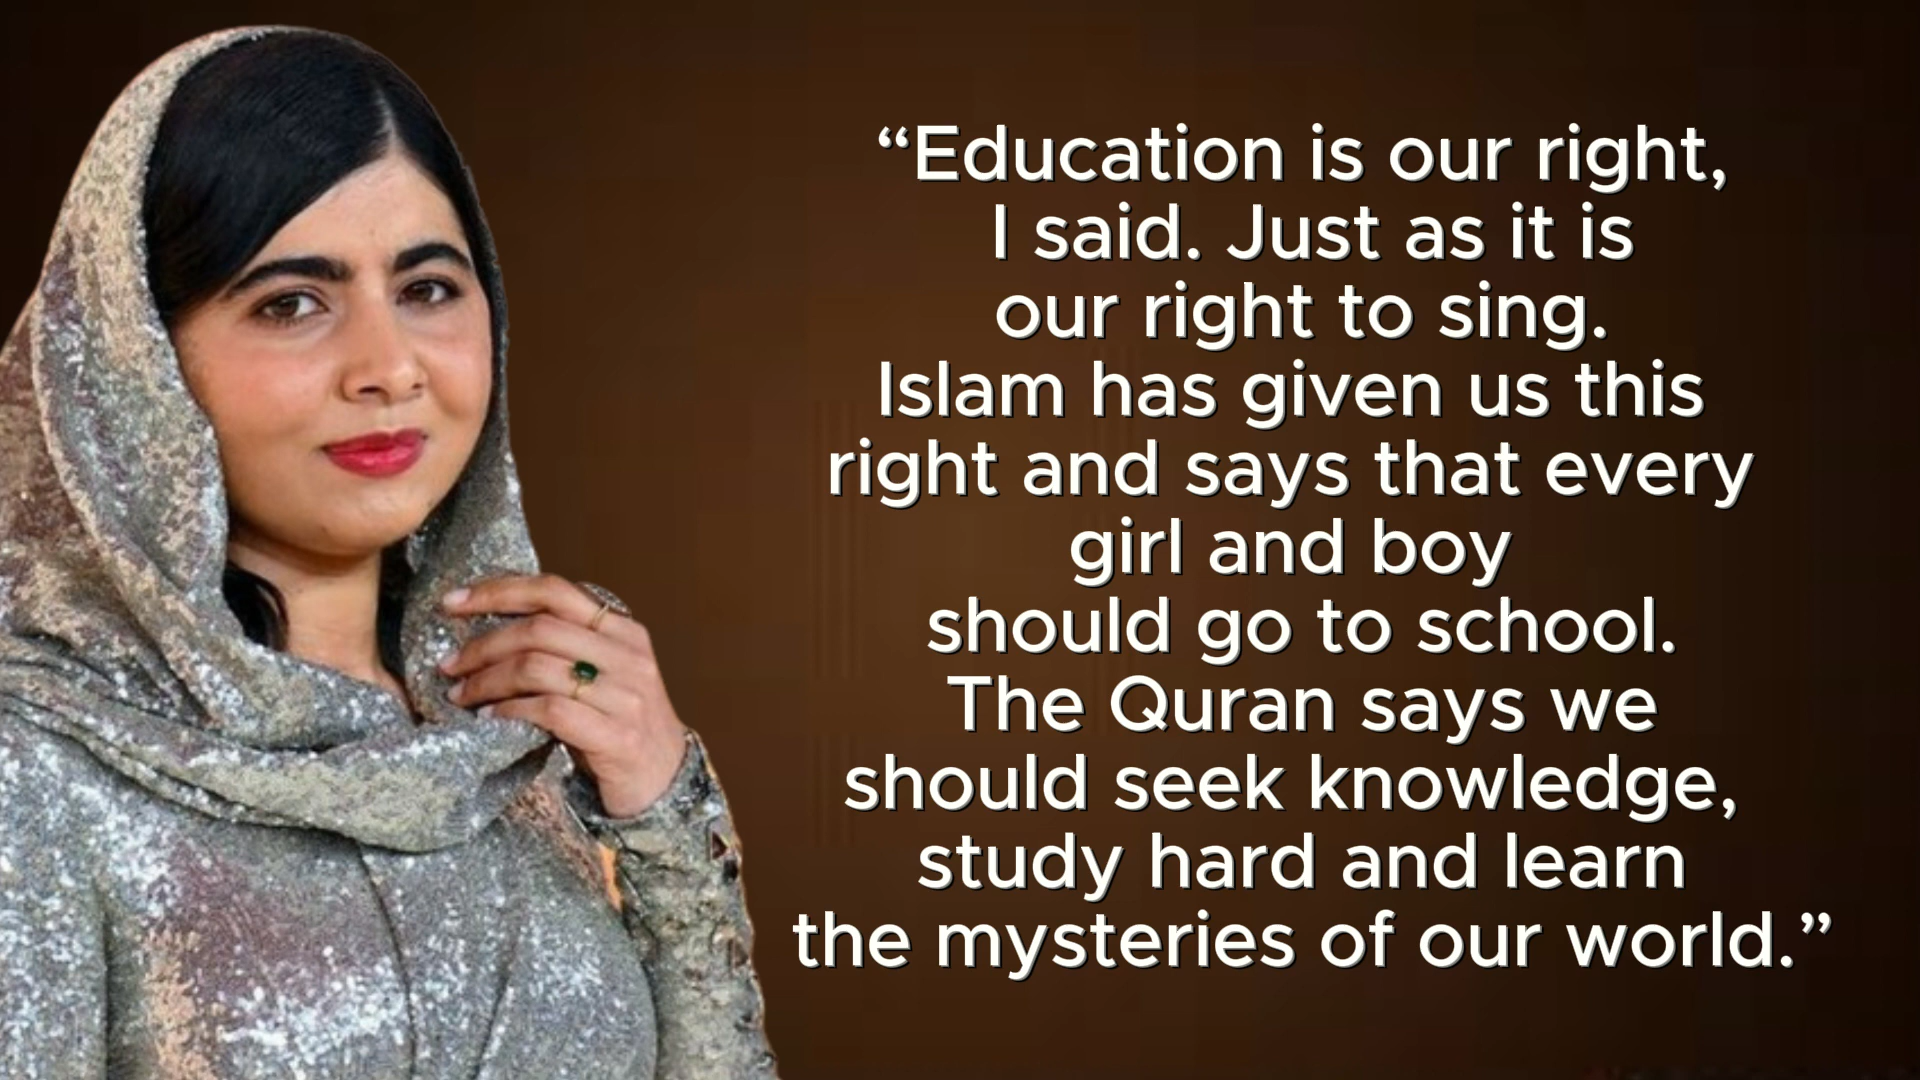 “Education is our right,
I said. Just as it is
our right to sing.
Islam has given us this
right and says that every
girl and boy
should go to school.
The Quran says we
should seek knowledge,
study hard and learn
the mysteries of our world.”